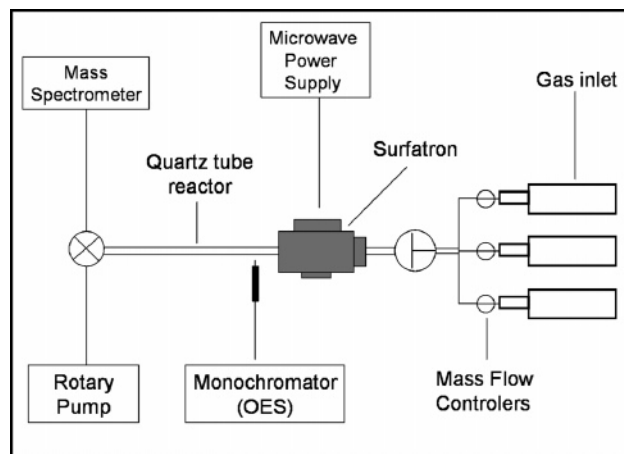 Microwave
Power
Supply
Mass
Spectrometer
Gas inlet
Quartz tube
reactor
Surfatron
Rotary
Pump
Monochromator
(OES)
Mass Flow
Controlers